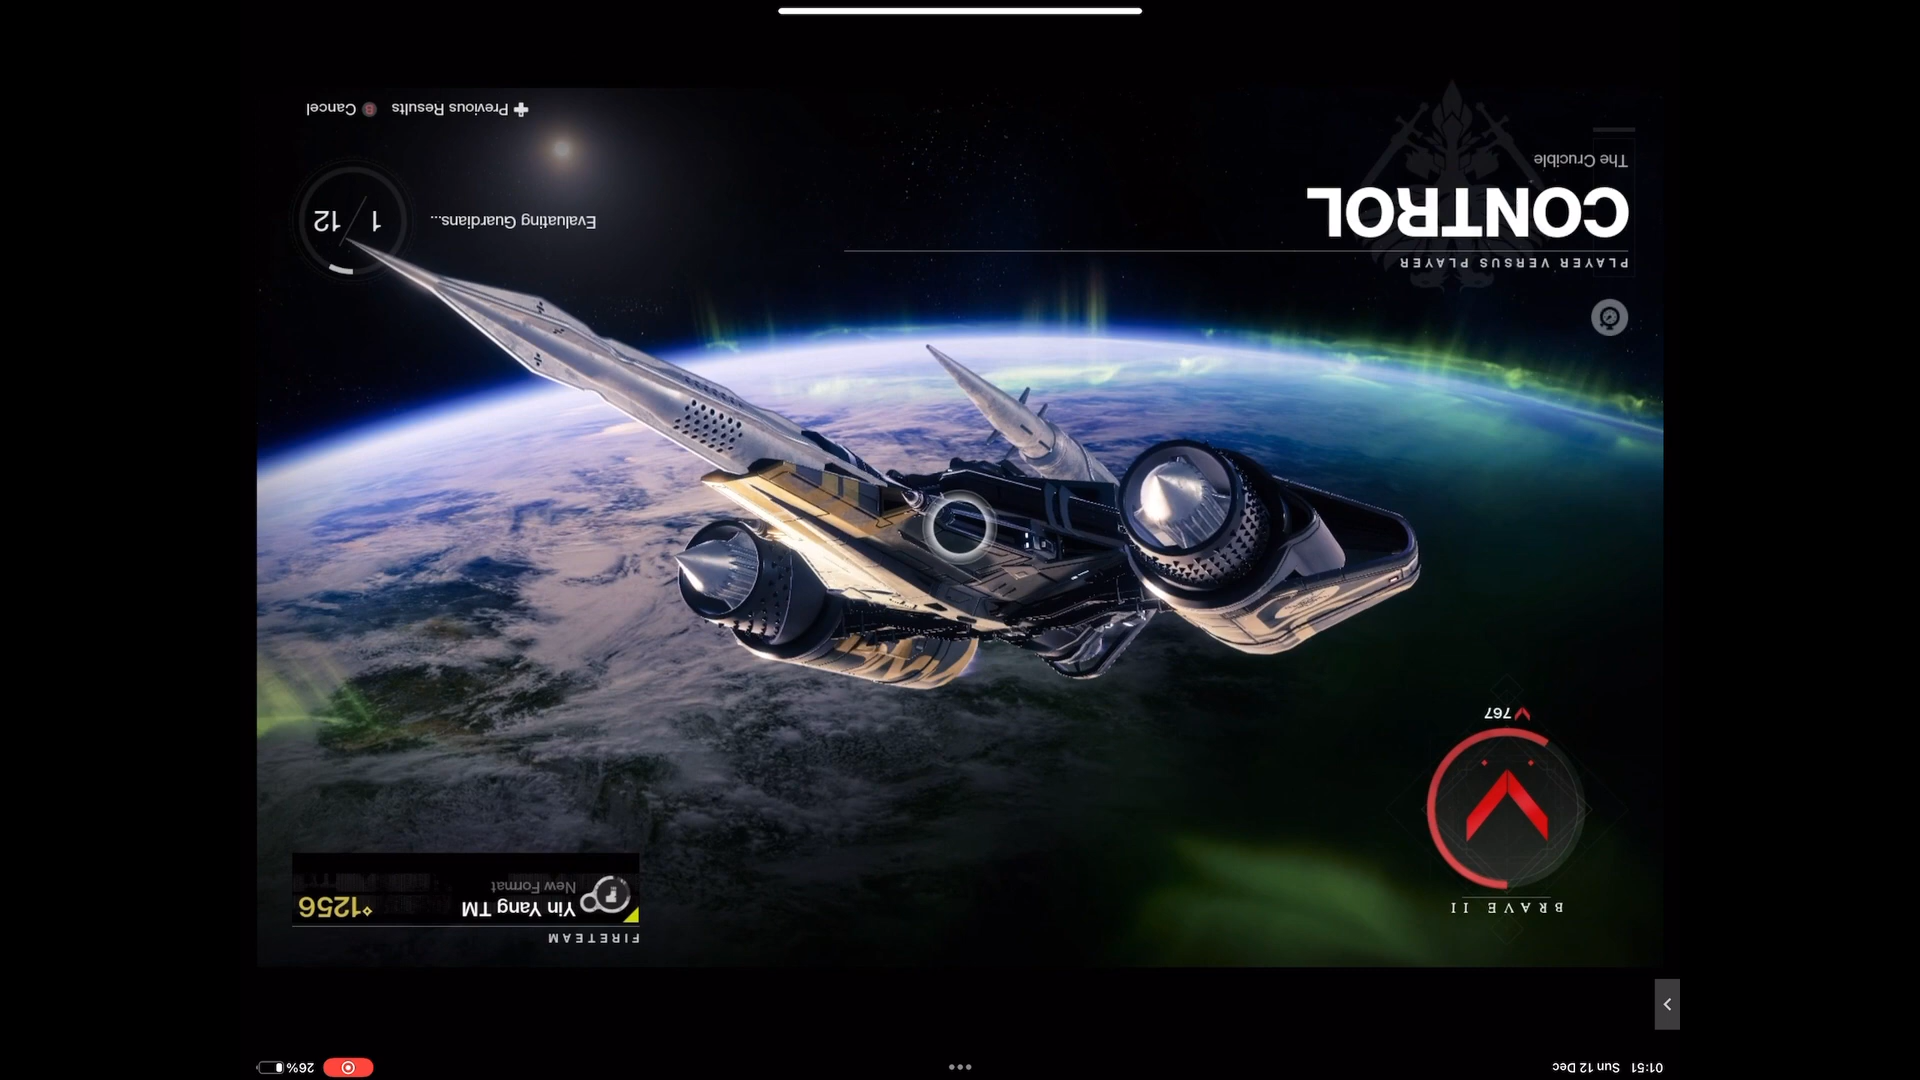 01:51 Sun 12 Dec
26%
BRAVE II
767
FIRETEAM
Yin Yang TM
New Format
1256
PLAYER VERSUS PLAYER
CONTROL
The Crucible
Evaluating Guardians...
1 / 12
Previous Results B Cancel